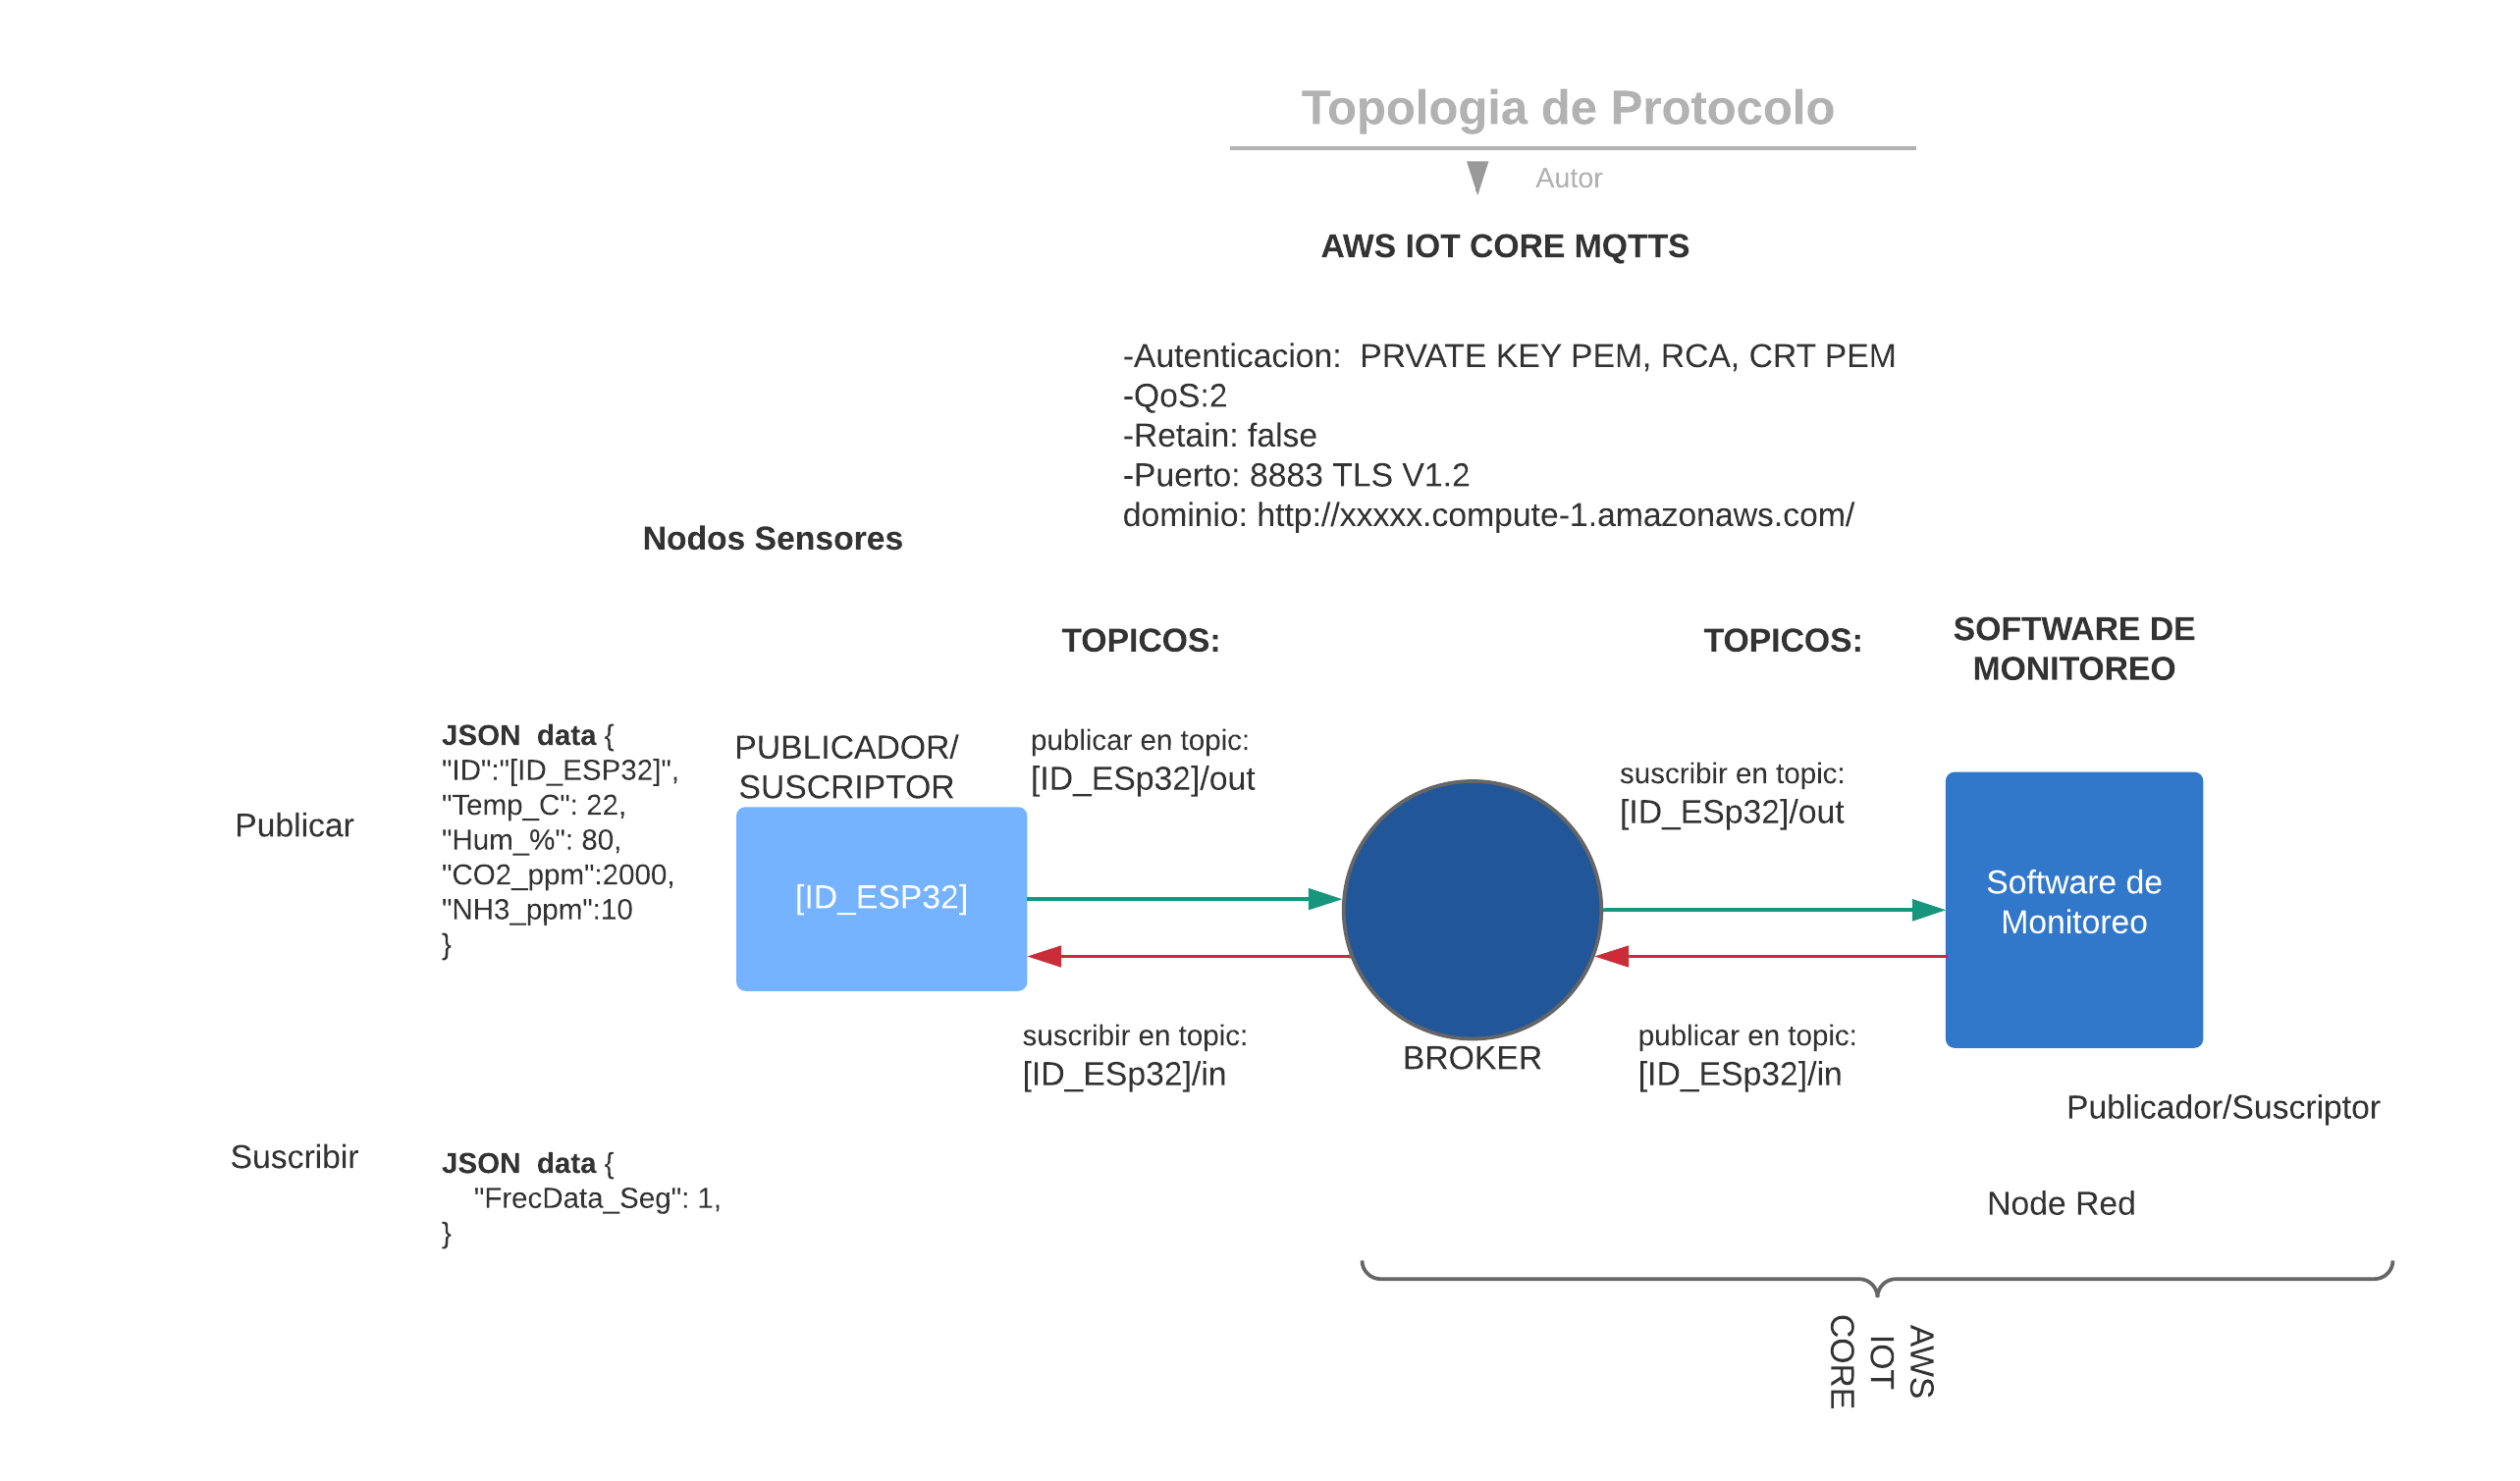 Topologia de Protocolo
Autor
AWS IOT CORE MQTTS
-Autenticacion:  PRVATE KEY PEM, RCA, CRT PEM
-QoS:2
-Retain: false
-Puerto: 8883 TLS V1.2
dominio: http://xxxxx.compute-1.amazonaws.com/
Nodos Sensores
TOPICOS:
TOPICOS:
SOFTWARE DE
MONITOREO
Publicar
JSON  data {
"ID":"[ID_ESP32]",
"Temp_C": 22,
"Hum_%": 80,
"CO2_ppm":2000,
"NH3_ppm":10
}
PUBLICADOR/
SUSCRIPTOR
[ID_ESP32]
publicar en topic:
[ID_ESp32]/out
suscribir en topic:
[ID_ESp32]/out
Software de
Monitoreo
suscribir en topic:
[ID_ESp32]/in
BROKER
publicar en topic:
[ID_ESp32]/in
Publicador/Suscriptor
Suscribir
JSON  data {
    "FrecData_Seg": 1,
}
Node Red
AWS
IOT
CORE